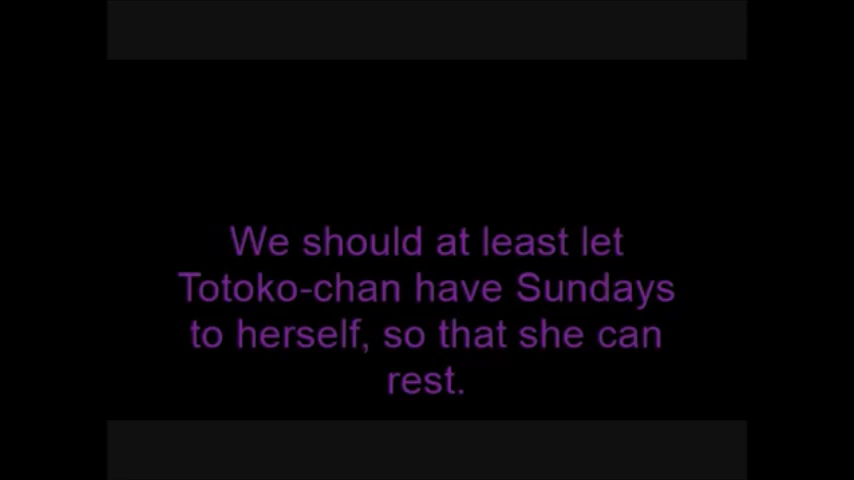 We should at least let
Totoko-chan have Sundays
to herself, so that she can
rest.